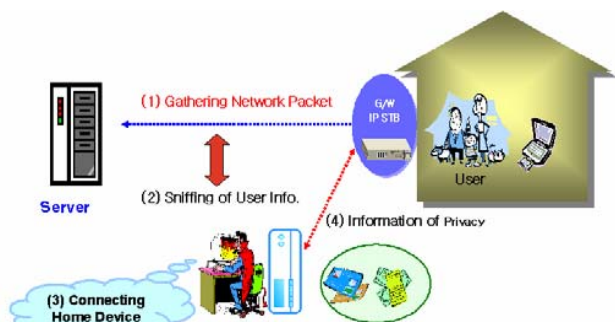 (1) Gathering Network Packet
G/W
IP STB
User
Server
(2) Sniffing of User Info.
(4) Information of Privacy
(3) Connecting
Home Device